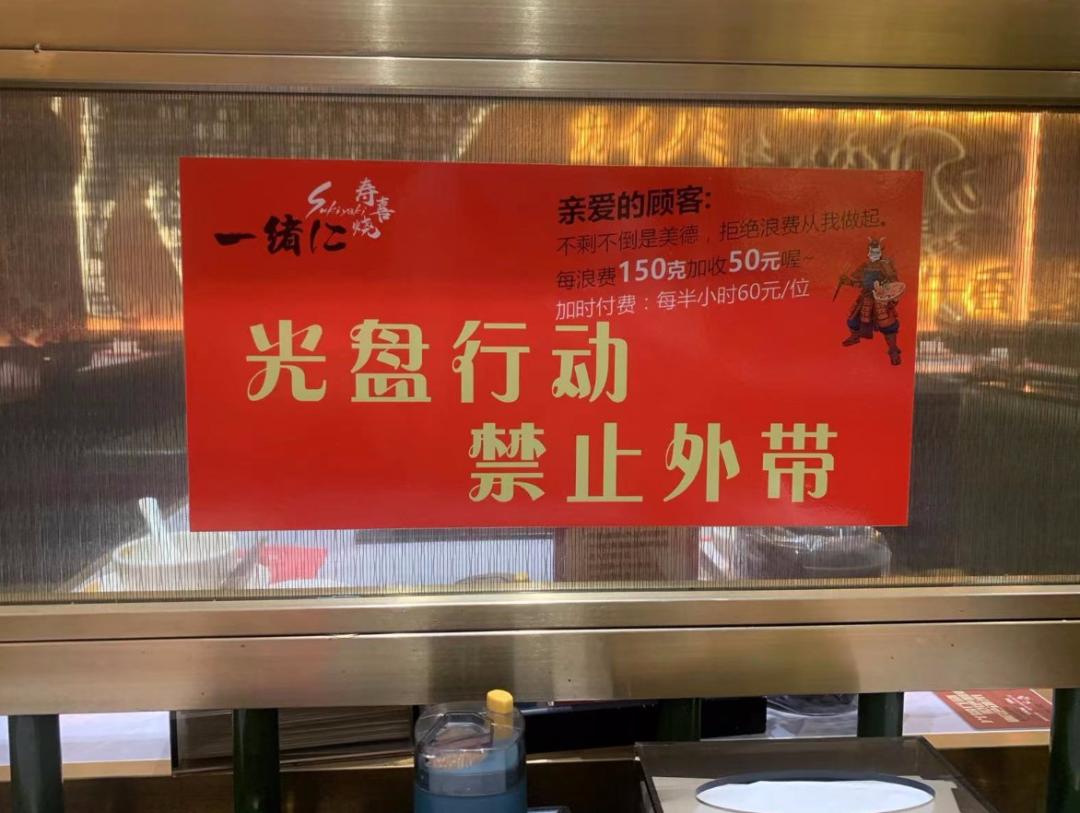 Sukiyaki
寿喜烧
一绪に
亲爱的顾客:
不剩不倒是美德，拒绝浪费从我做起。
每浪费150克加收50元喔~
加时付费：每半小时60元/位
光盘行动
禁止外带